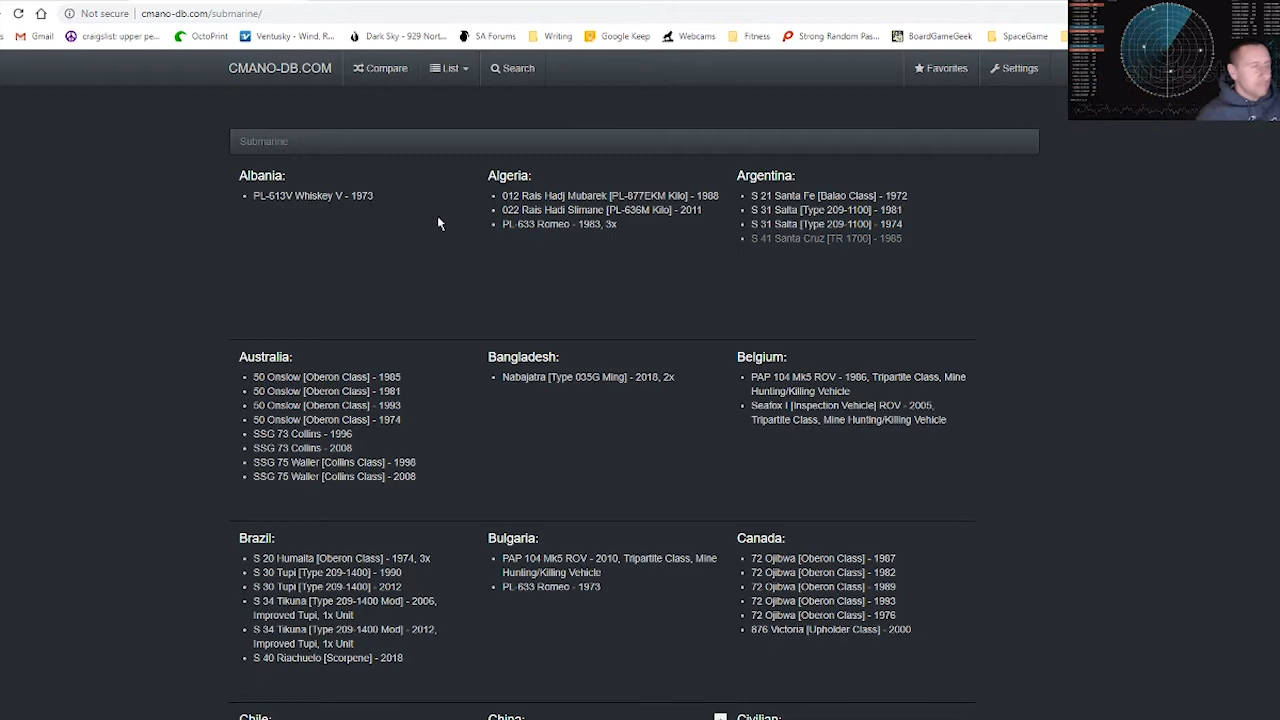 Not secure | cmano-db.com/submarine/
Gmail craigslist: upper pe... OctoPrint Ventusky - Wind, R... 929 Nort... SA Forums Flying Google Keep Webcams Fitness Strong Random Pas... BoardGameGeek SpaceGame
CMANO-DB.COM Compare List Search Favorites Settings
Submarine
Albania:
PL-613V Whiskey V - 1973
Algeria:
012 Rais Hadj Mubarek [PL-877EKM Kilo] - 1988
022 Rais Hadi Slimane [PL-636M Kilo] - 2011
PL-633 Romeo - 1983, 3x
Argentina:
S 21 Santa Fe [Balao Class] - 1972
S 31 Salta [Type 209-1100] - 1981
S 31 Salta [Type 209-1100] - 1974
S 41 Santa Cruz [TR 1700] - 1985
Australia:
50 Onslow [Oberon Class] - 1985
50 Onslow [Oberon Class] - 1981
50 Onslow [Oberon Class] - 1993
50 Onslow [Oberon Class] - 1974
SSG 73 Collins - 1996
SSG 73 Collins - 2008
SSG 75 Waller [Collins Class] - 1998
SSG 75 Waller [Collins Class] - 2008
Bangladesh:
Nabajatra [Type 035G Ming] - 2018, 2x
Belgium:
PAP 104 Mk5 ROV - 1986, Tripartite Class, Mine
Hunting/Killing Vehicle
Seafox I [Inspection Vehicle] ROV - 2005,
Tripartite Class, Mine Hunting/Killing Vehicle
Brazil:
S 20 Humaita [Oberon Class] - 1974, 3x
S 30 Tupi [Type 209-1400] - 1990
S 30 Tupi [Type 209-1400] - 2012
S 34 Tikuna [Type 209-1400 Mod] - 2006,
Improved Tupi, 1x Unit
S 34 Tikuna [Type 209-1400 Mod] - 2012,
Improved Tupi, 1x Unit
S 40 Riachuelo [Scorpene] - 2018
Bulgaria:
PAP 104 Mk5 ROV - 2010, Tripartite Class, Mine
Hunting/Killing Vehicle
PL-633 Romeo - 1973
Canada:
72 Ojibwa [Oberon Class] - 1987
72 Ojibwa [Oberon Class] - 1982
72 Ojibwa [Oberon Class] - 1989
72 Ojibwa [Oberon Class] - 1993
72 Ojibwa [Oberon Class] - 1976
876 Victoria [Upholder Class] - 2000
Chile:
China:
Civilian: